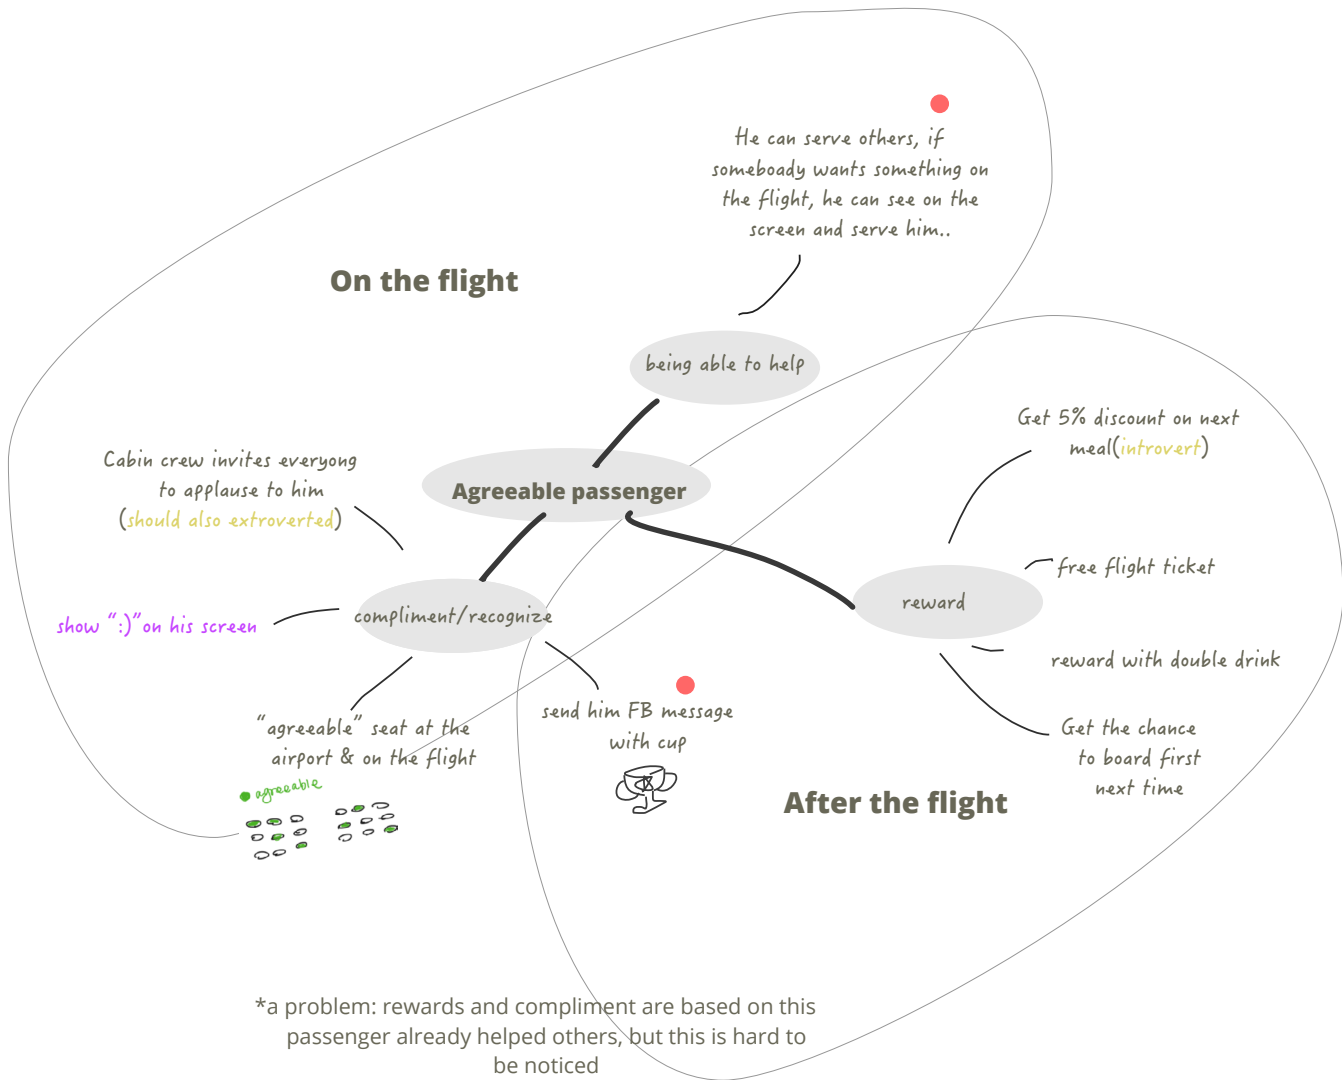 He can serve others, if
someboady wants something on
the flight, he can see on the
screen and serve him..
On the flight
being able to help
Get 5% discount on next
meal(introvert)
Cabin crew invites everyong
to applause to him
(should also extroverted)
Agreeable passenger
free flight ticket
reward
compliment/recognize
show ":)"on his screen
reward with double drink
send him FB message
with cup
"agreeable" seat at the
airport & on the flight
Get the chance
to board first
next time
agreeable
After the flight
*a problem: rewards and compliment are based on this
passenger already helped others, but this is hard to
be noticed